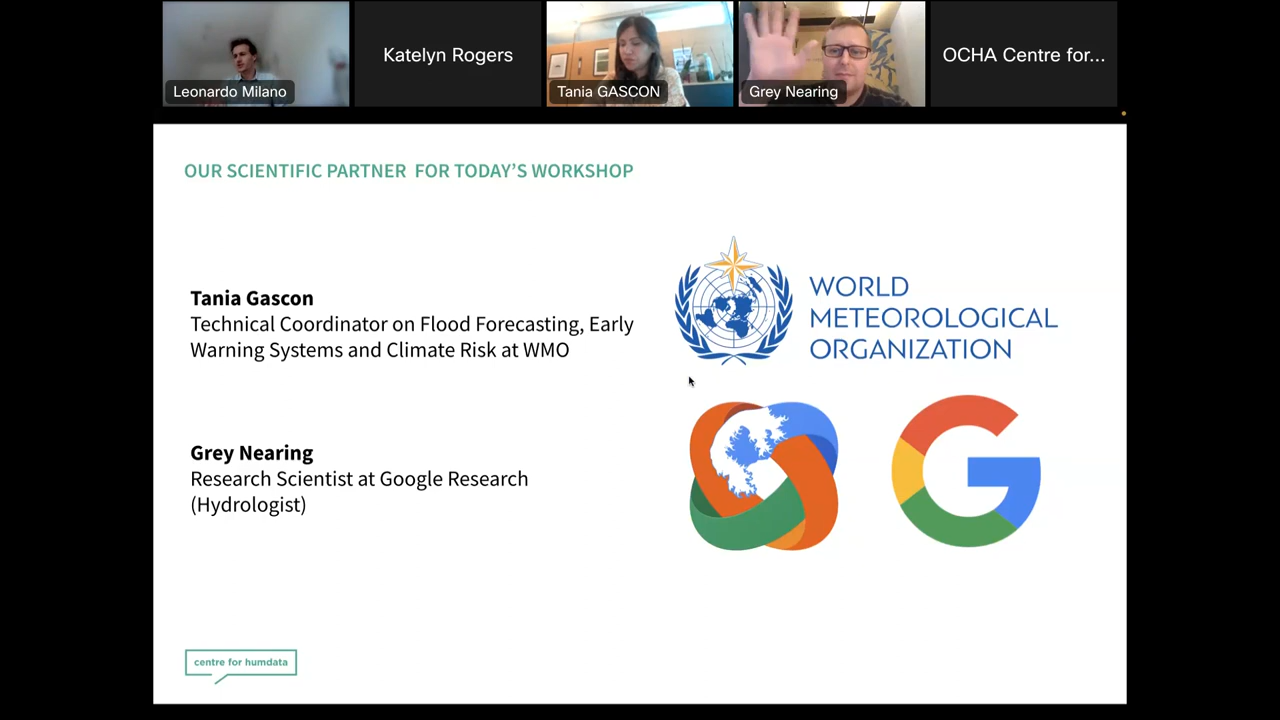 Leonardo Milano
Katelyn Rogers
Tania GASCON
Grey Nearing
OCHA Centre for...
OUR SCIENTIFIC PARTNER FOR TODAY'S WORKSHOP
Tania Gascon
Technical Coordinator on Flood Forecasting, Early
Warning Systems and Climate Risk at WMO
WORLD
METEOROLOGICAL
ORGANIZATION
Grey Nearing
Research Scientist at Google Research
(Hydrologist)
G
centre for humdata